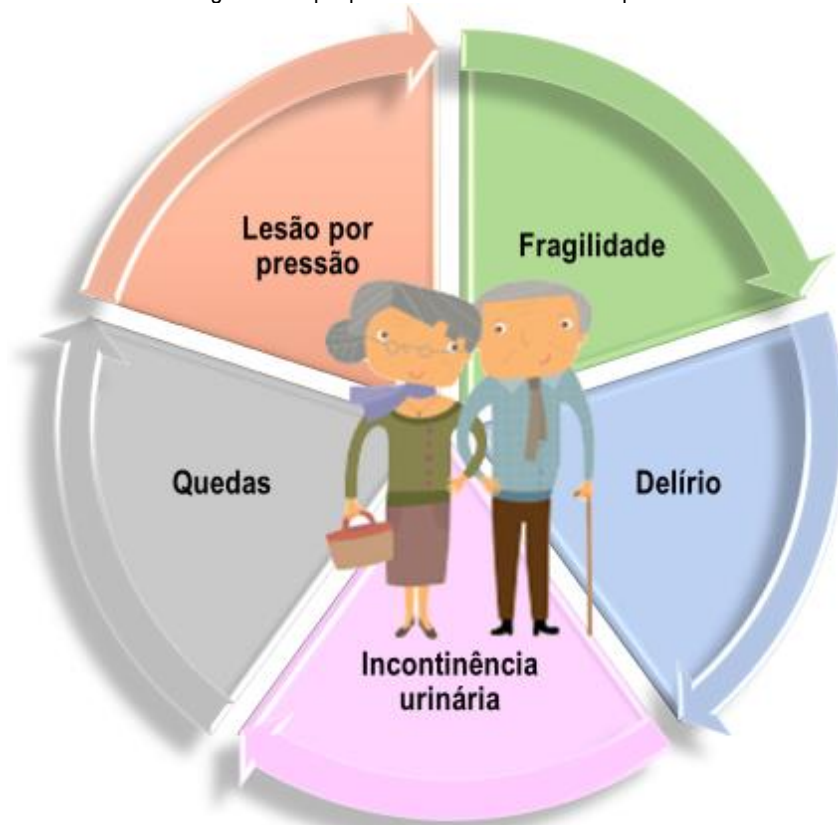 Lesão por
pressão
Fragilidade
Quedas
Delírio
Incontinência
urinária